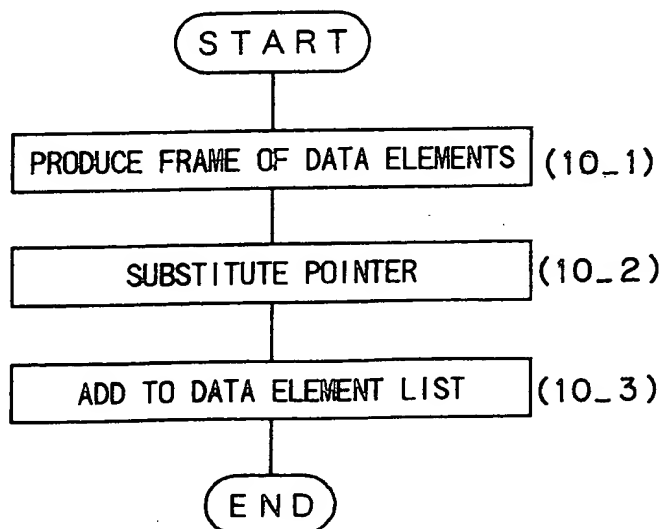 START
PRODUCE FRAME OF DATA ELEMENTS (10_1)
SUBSTITUTE POINTER (10_2)
ADD TO DATA ELEMENT LIST (10_3)
END